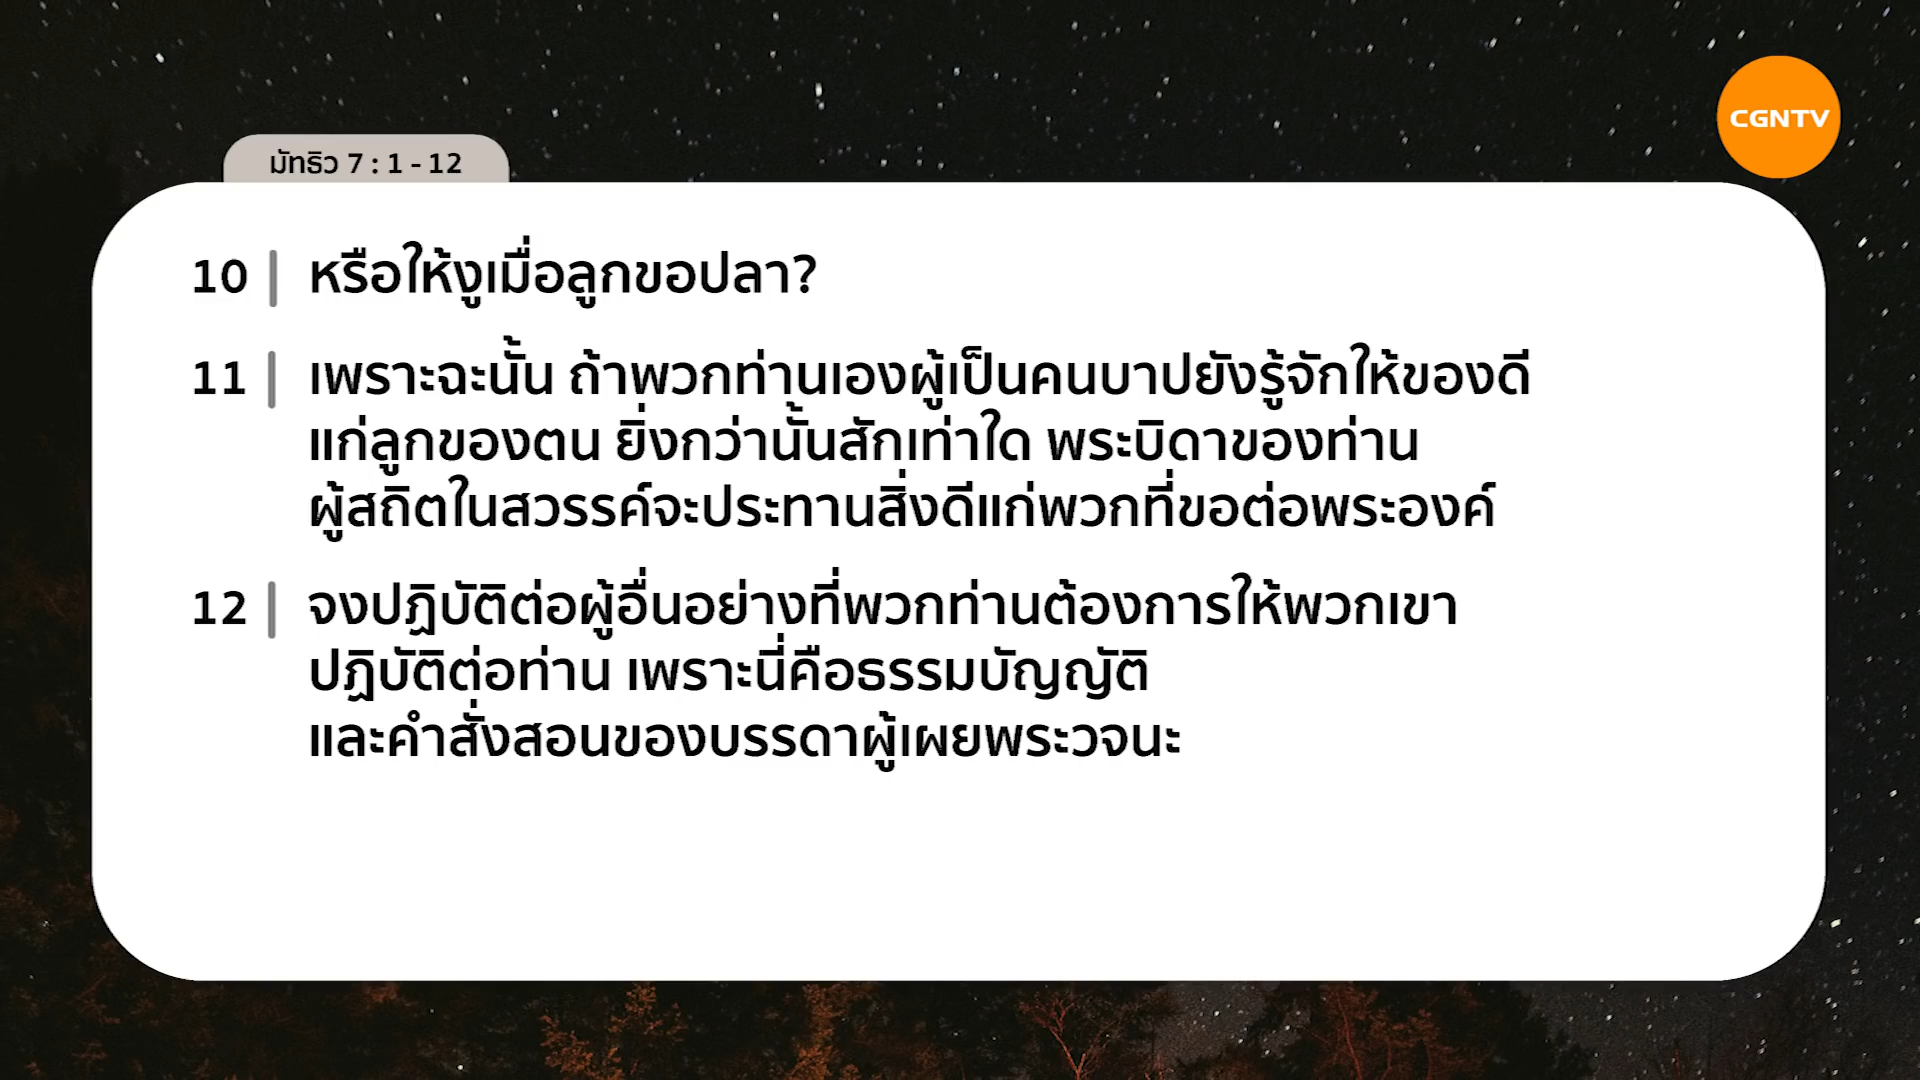 CGNTV
มัทธิว 7 : 1 - 12
10 หรือให้งูเมื่อลูกขอปลา?
11 เพราะฉะนั้น ถ้าพวกท่านเองผู้เป็นคนบาปยังรู้จักให้ของดี
แก่ลูกของตน ยิ่งกว่านั้นสักเท่าใด พระบิดาของท่าน
ผู้สถิตในสวรรค์จะประทานสิ่งดีแก่พวกที่ขอต่อพระองค์
12 จงปฏิบัติต่อผู้อื่นอย่างที่พวกท่านต้องการให้พวกเขา
ปฏิบัติต่อท่าน เพราะนี่คือธรรมบัญญัติ
และคำสั่งสอนของบรรดาผู้เผยพระวจนะ